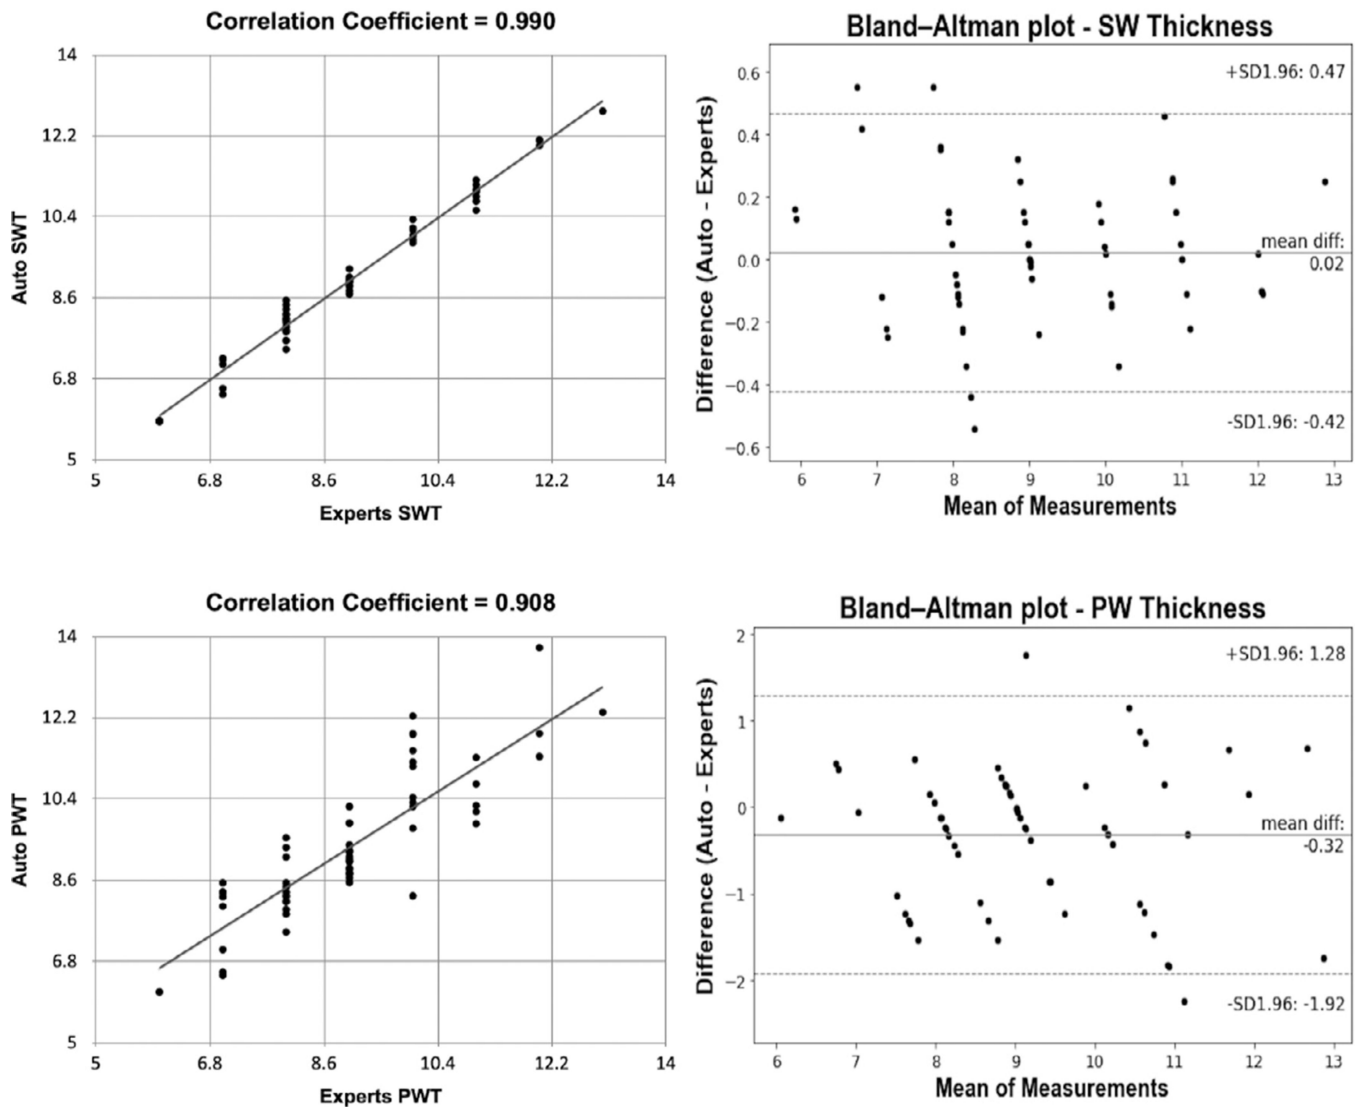 Correlation Coefficient = 0.990
14
12.2
10.4
8.6
6.8
5
Auto SWT
5 6.8 8.6 10.4 12.2 14
Experts SWT
Bland–Altman plot - SW Thickness
+SD1.96: 0.47
0.6
0.4
0.2
0.0
−0.2
−0.4
−0.6
Difference (Auto - Experts)
mean diff:
0.02
-SD1.96: -0.42
6 7 8 9 10 11 12 13
Mean of Measurements
Correlation Coefficient = 0.908
14
12.2
10.4
8.6
6.8
5
Auto PWT
5 6.8 8.6 10.4 12.2 14
Experts PWT
Bland–Altman plot - PW Thickness
+SD1.96: 1.28
2
1
0
−1
−2
Difference (Auto - Experts)
mean diff:
-0.32
-SD1.96: -1.92
6 7 8 9 10 11 12 13
Mean of Measurements